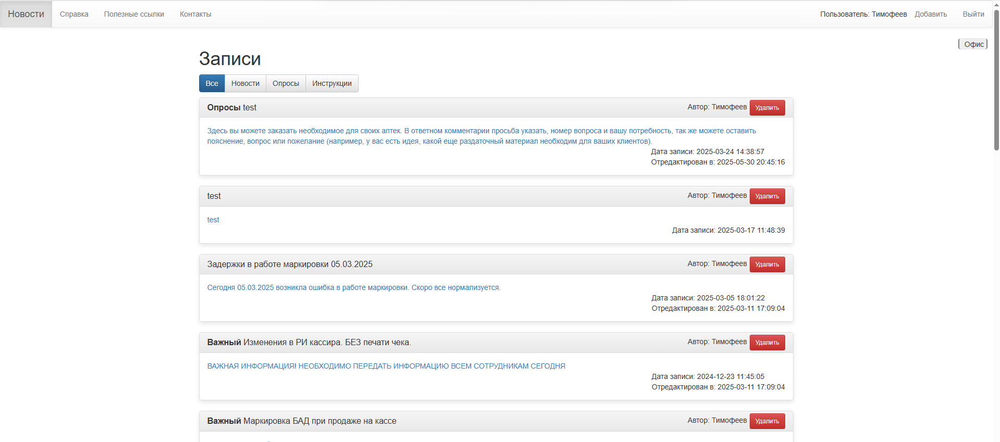 Новости Справка Полезные ссылки Контакты Пользователь: Тимофеев Добавить Выйти
Офис
Записи
Все Новости Опросы Инструкции
Опросы test Автор: Тимофеев Удалить
Здесь вы можете заказать необходимое для своих аптек. В ответном комментарии просьба указать, номер вопроса и вашу потребность, так же можете оставить
пояснение, вопрос или пожелание (например, у вас есть идея, какой еще раздаточный материал необходим для ваших клиентов).
Дата записи: 2025-03-24 14:38:57
Отредактирован в: 2025-05-30 20:45:16
test Автор: Тимофеев Удалить
test
Дата записи: 2025-03-17 11:48:39
Задержки в работе маркировки 05.03.2025 Автор: Тимофеев Удалить
Сегодня 05.03.2025 возникла ошибка в работе маркировки. Скоро все нормализуется.
Дата записи: 2025-03-05 18:01:22
Отредактирован в: 2025-03-11 17:09:04
Важный Изменения в РИ кассира. БЕЗ печати чека. Автор: Тимофеев Удалить
ВАЖНАЯ ИНФОРМАЦИЯ! НЕОБХОДИМО ПЕРЕДАТЬ ИНФОРМАЦИЮ ВСЕМ СОТРУДНИКАМ СЕГОДНЯ
Дата записи: 2024-12-23 11:45:05
Отредактирован в: 2025-03-11 17:09:04
Важный Маркировка БАД при продаже на кассе Автор: Тимофеев Удалить